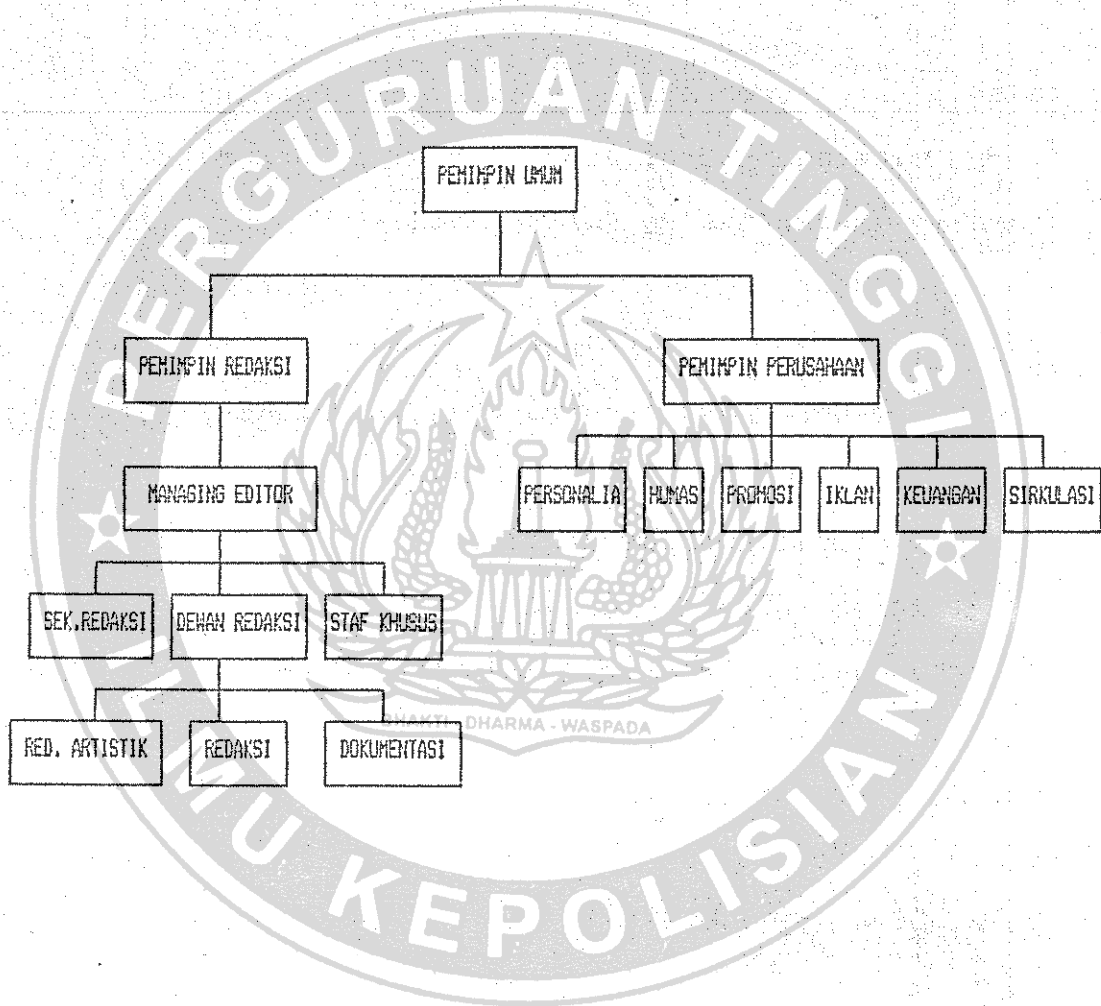 PERGURUAN TINGGI
PEMIMPIN UMUM
PEMIMPIN REDAKSI
PEMIMPIN PERUSAHAAN
MANAGING EDITOR
PERSONALIA
HUMAS
PROMOSI
IKLAN
KEUANGAN
SIRKULASI
SEK.REDAKSI
DEWAN REDAKSI
STAF KHUSUS
RED. ARTISTIK
REDAKSI
DOKUMENTASI
BHAKTI - DHARMA - WASPADA
ILMU KEPOLISIAN